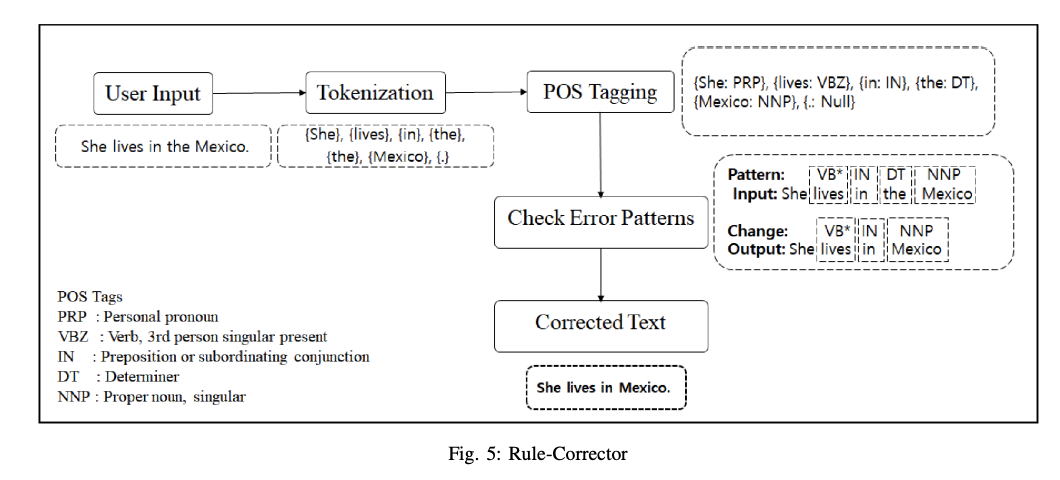 User Input
Tokenization
POS Tagging
{She: PRP}, {lives: VBZ}, {in: IN}, {the: DT},
{Mexico: NNP}, {.: Null}
She lives in the Mexico.
{She}, {lives}, {in}, {the},
{the}, {Mexico}, {.}
Check Error Patterns
Pattern: VB* IN DT NNP
Input: She lives in the Mexico
Change: VB* IN NNP
Output: She lives in Mexico
POS Tags
PRP : Personal pronoun
VBZ : Verb, 3rd person singular present
IN : Preposition or subordinating conjunction
DT : Determiner
NNP : Proper noun, singular
Corrected Text
She lives in Mexico.
Fig. 5: Rule-Corrector